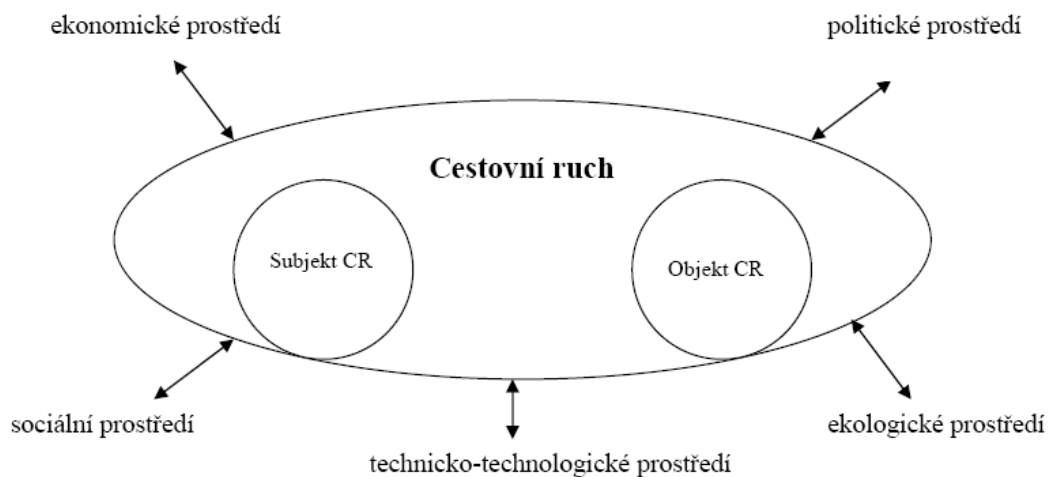 ekonomické prostředí
politické prostředí
Cestovní ruch
Subjekt CR
Objekt CR
sociální prostředí
ekologické prostředí
technicko-technologické prostředí